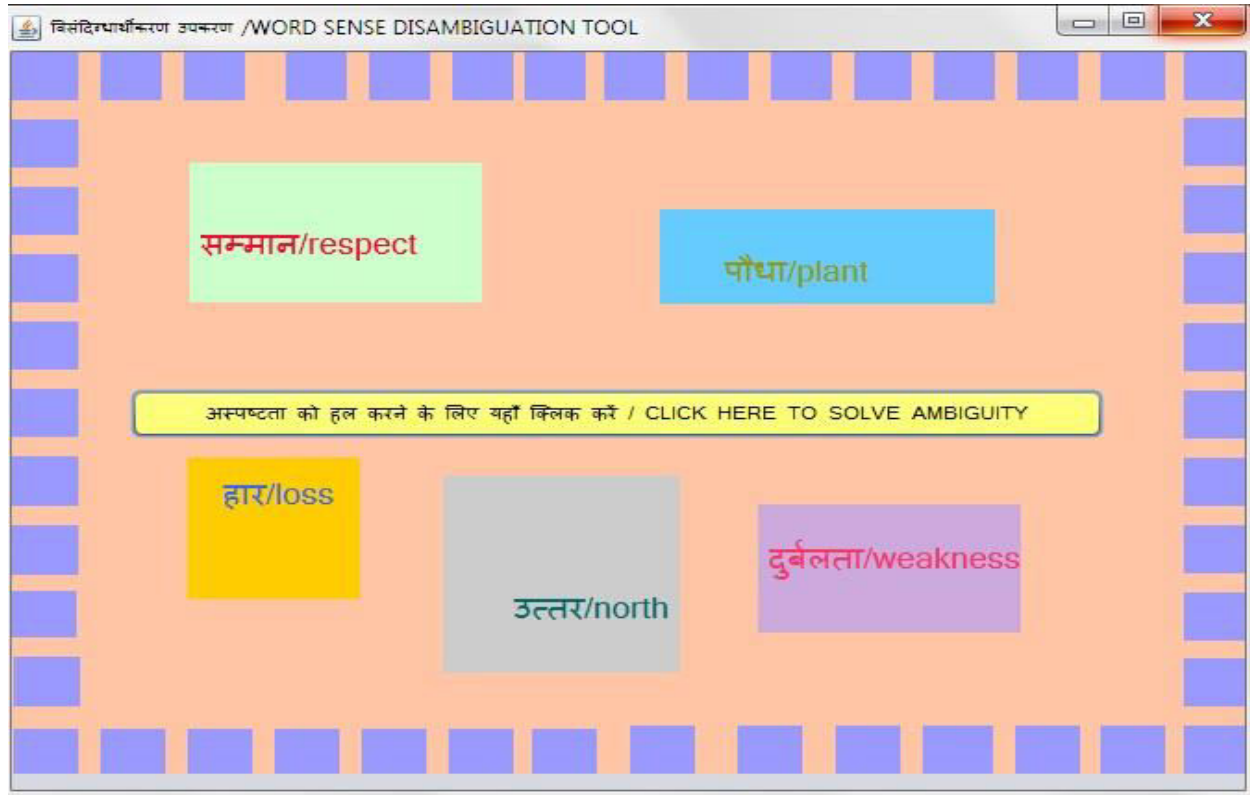 विसंदिग्धार्थीकरण उपकरण /WORD SENSE DISAMBIGUATION TOOL
सम्मान/respect
पौधा/plant
अस्पष्टता को हल करने के लिए यहाँ क्लिक करें / CLICK HERE TO SOLVE AMBIGUITY
हार/loss
दुर्बलता/weakness
उत्तर/north